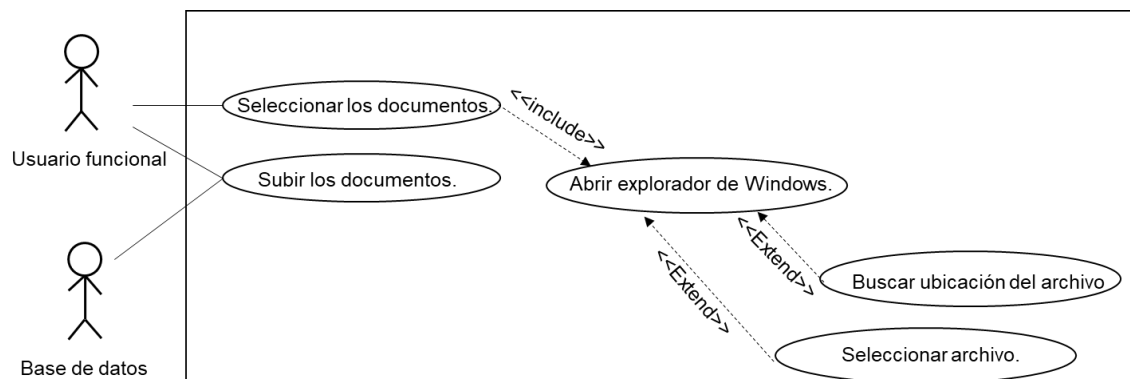 Seleccionar los documentos.
<<include>>
Usuario funcional
Subir los documentos.
Abrir explorador de Windows.
<<Extend>>
<<Extend>>
Buscar ubicación del archivo
Seleccionar archivo.
Base de datos